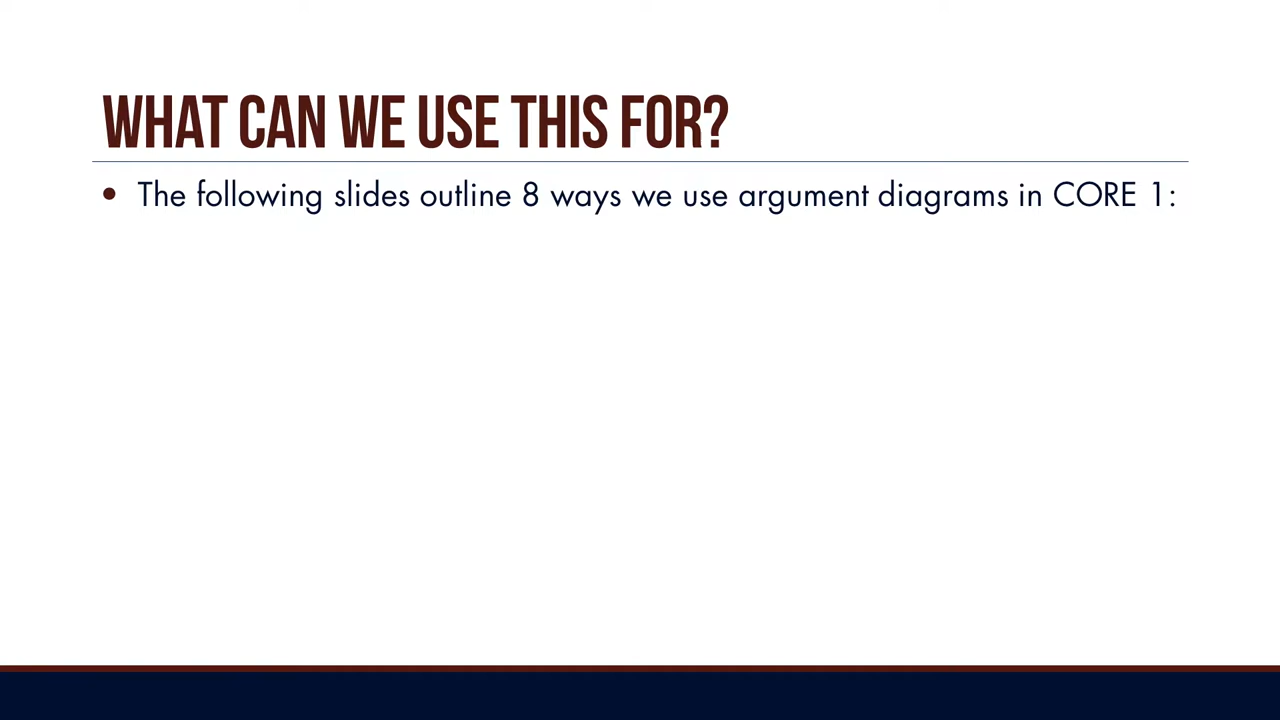 WHAT CAN WE USE THIS FOR?
• The following slides outline 8 ways we use argument diagrams in CORE 1: